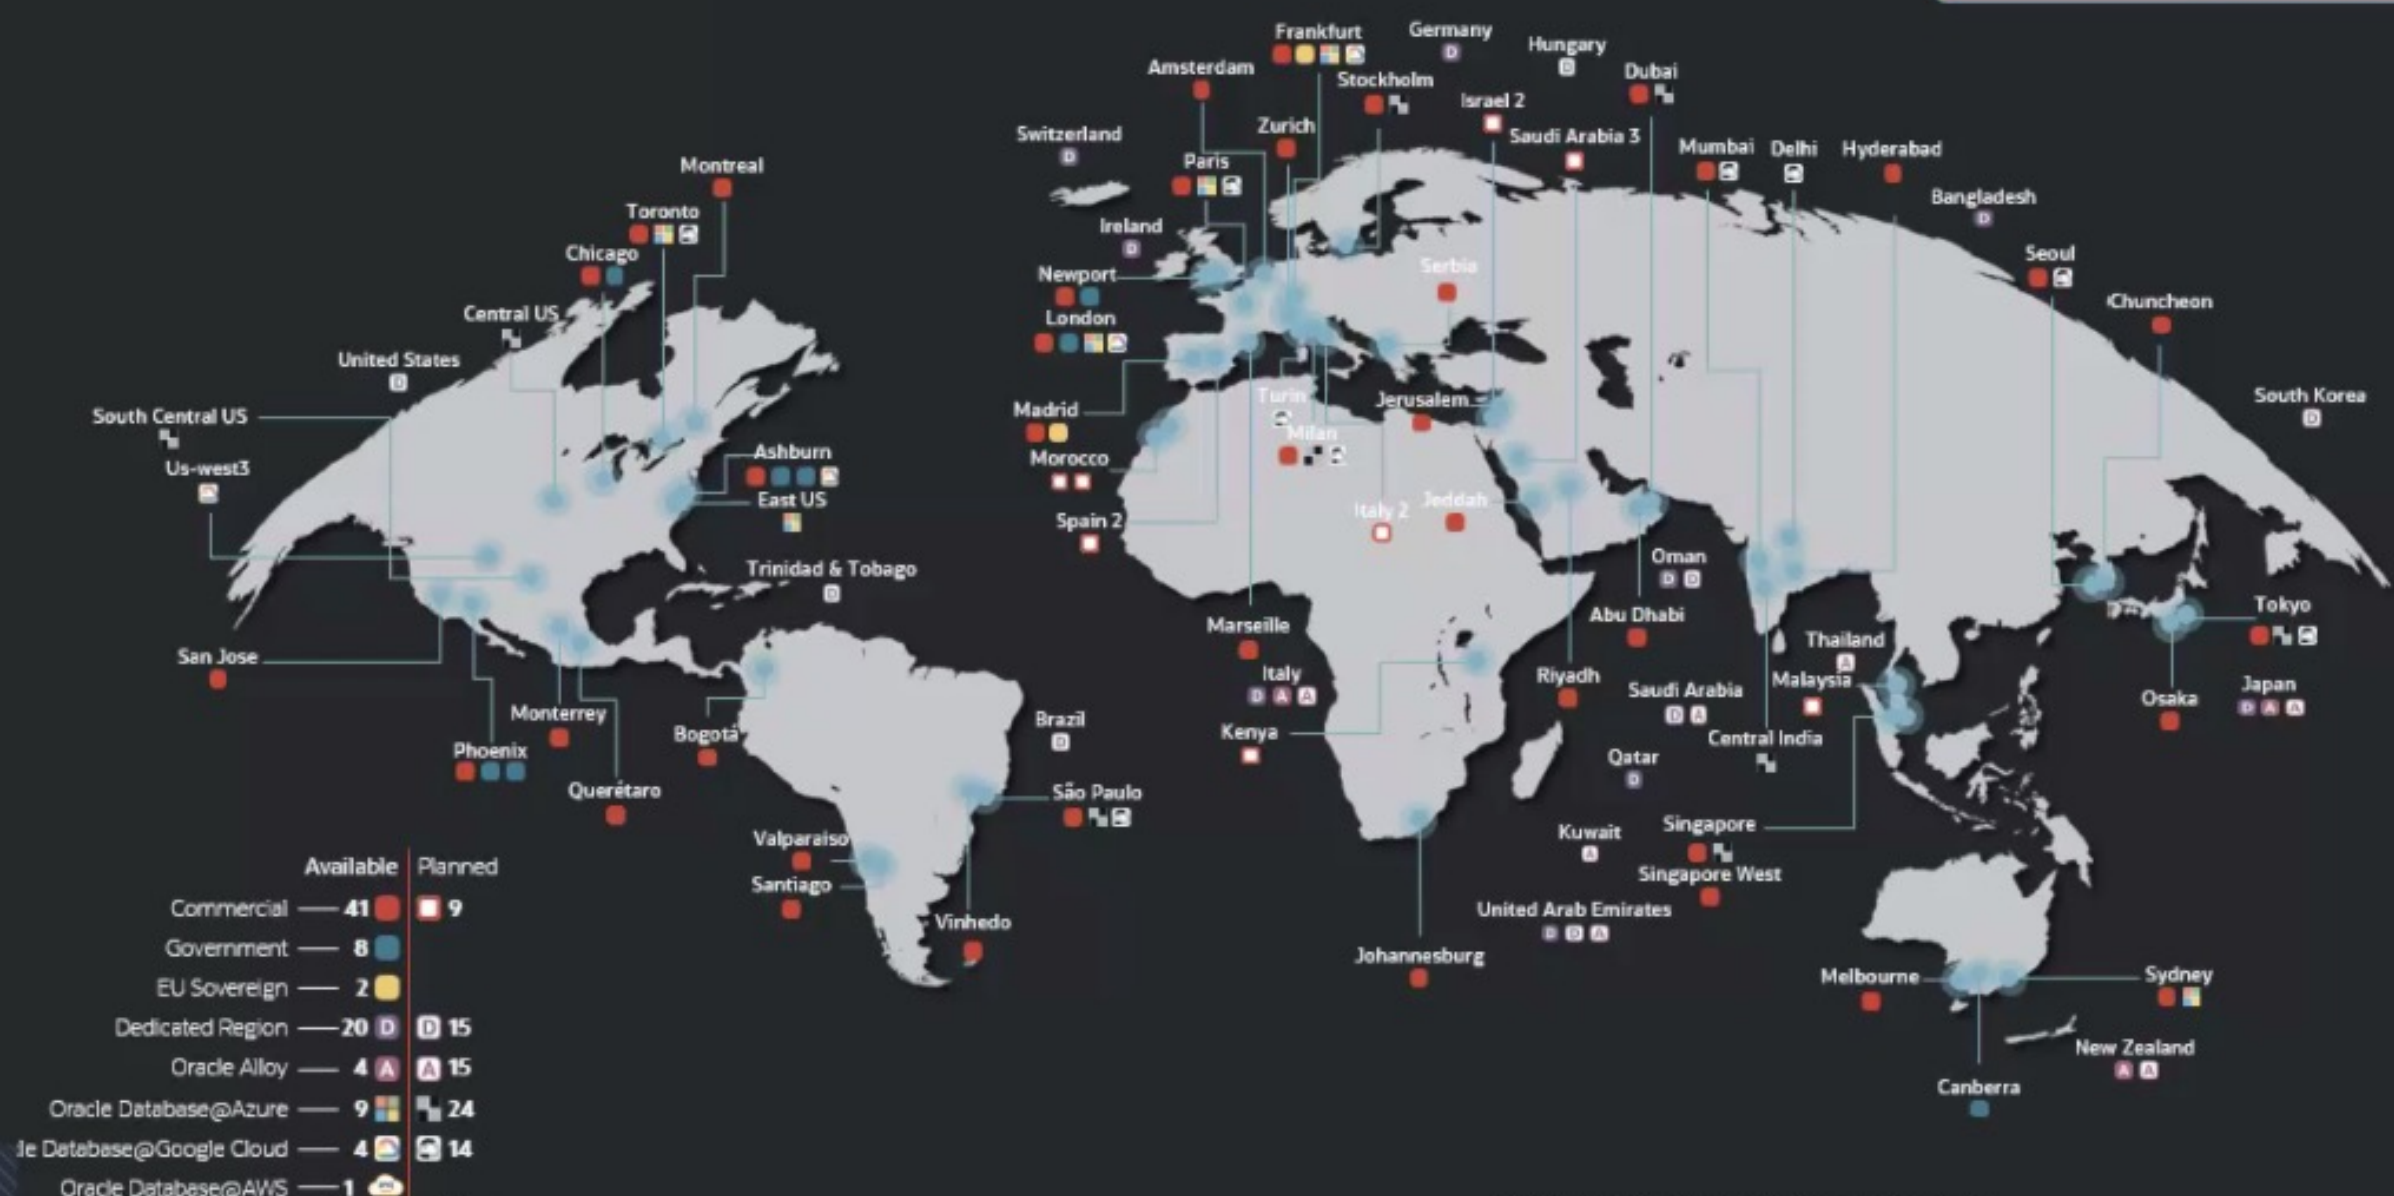 Frankfurt
Germany
Hungary
Amsterdam
Stockholm
Dubai
Israel 2
Switzerland
Zurich
Saudi Arabia 3
Paris
Mumbai
Delhi
Hyderabad
Montreal
Bangladesh
Toronto
Ireland
Chicago
Newport
Serbia
Seoul
Central US
London
Chuncheon
United States
D
South Central US
Madrid
Turin
Jerusalem
South Korea
D
Us-west3
Ashburn
Morocco
Milan
East US
Spain 2
Italy 2
Jeddah
Trinidad & Tobago
D
Oman
D D
Abu Dhabi
Tokyo
Marseille
Thailand
A
San Jose
Italy
D A A
Riyadh
Saudi Arabia
D A
Malaysia
Osaka
Japan
D A A
Monterrey
Bogotá
Brazil
D
Kenya
Central India
Phoenix
Qatar
D
Querétaro
São Paulo
Singapore
Kuwait
A
Valparaiso
Singapore West
Santiago
Vinhedo
United Arab Emirates
D D A
Johannesburg
Melbourne
Sydney
New Zealand
A A
Canberra
Available Planned
Commercial 41 9
Government 8
EU Sovereign 2
Dedicated Region 20 D D 15
Oracle Alloy 4 A A 15
Oracle Database@Azure 9 24
le Database@Google Cloud 4 14
Oracle Database@AWS 1